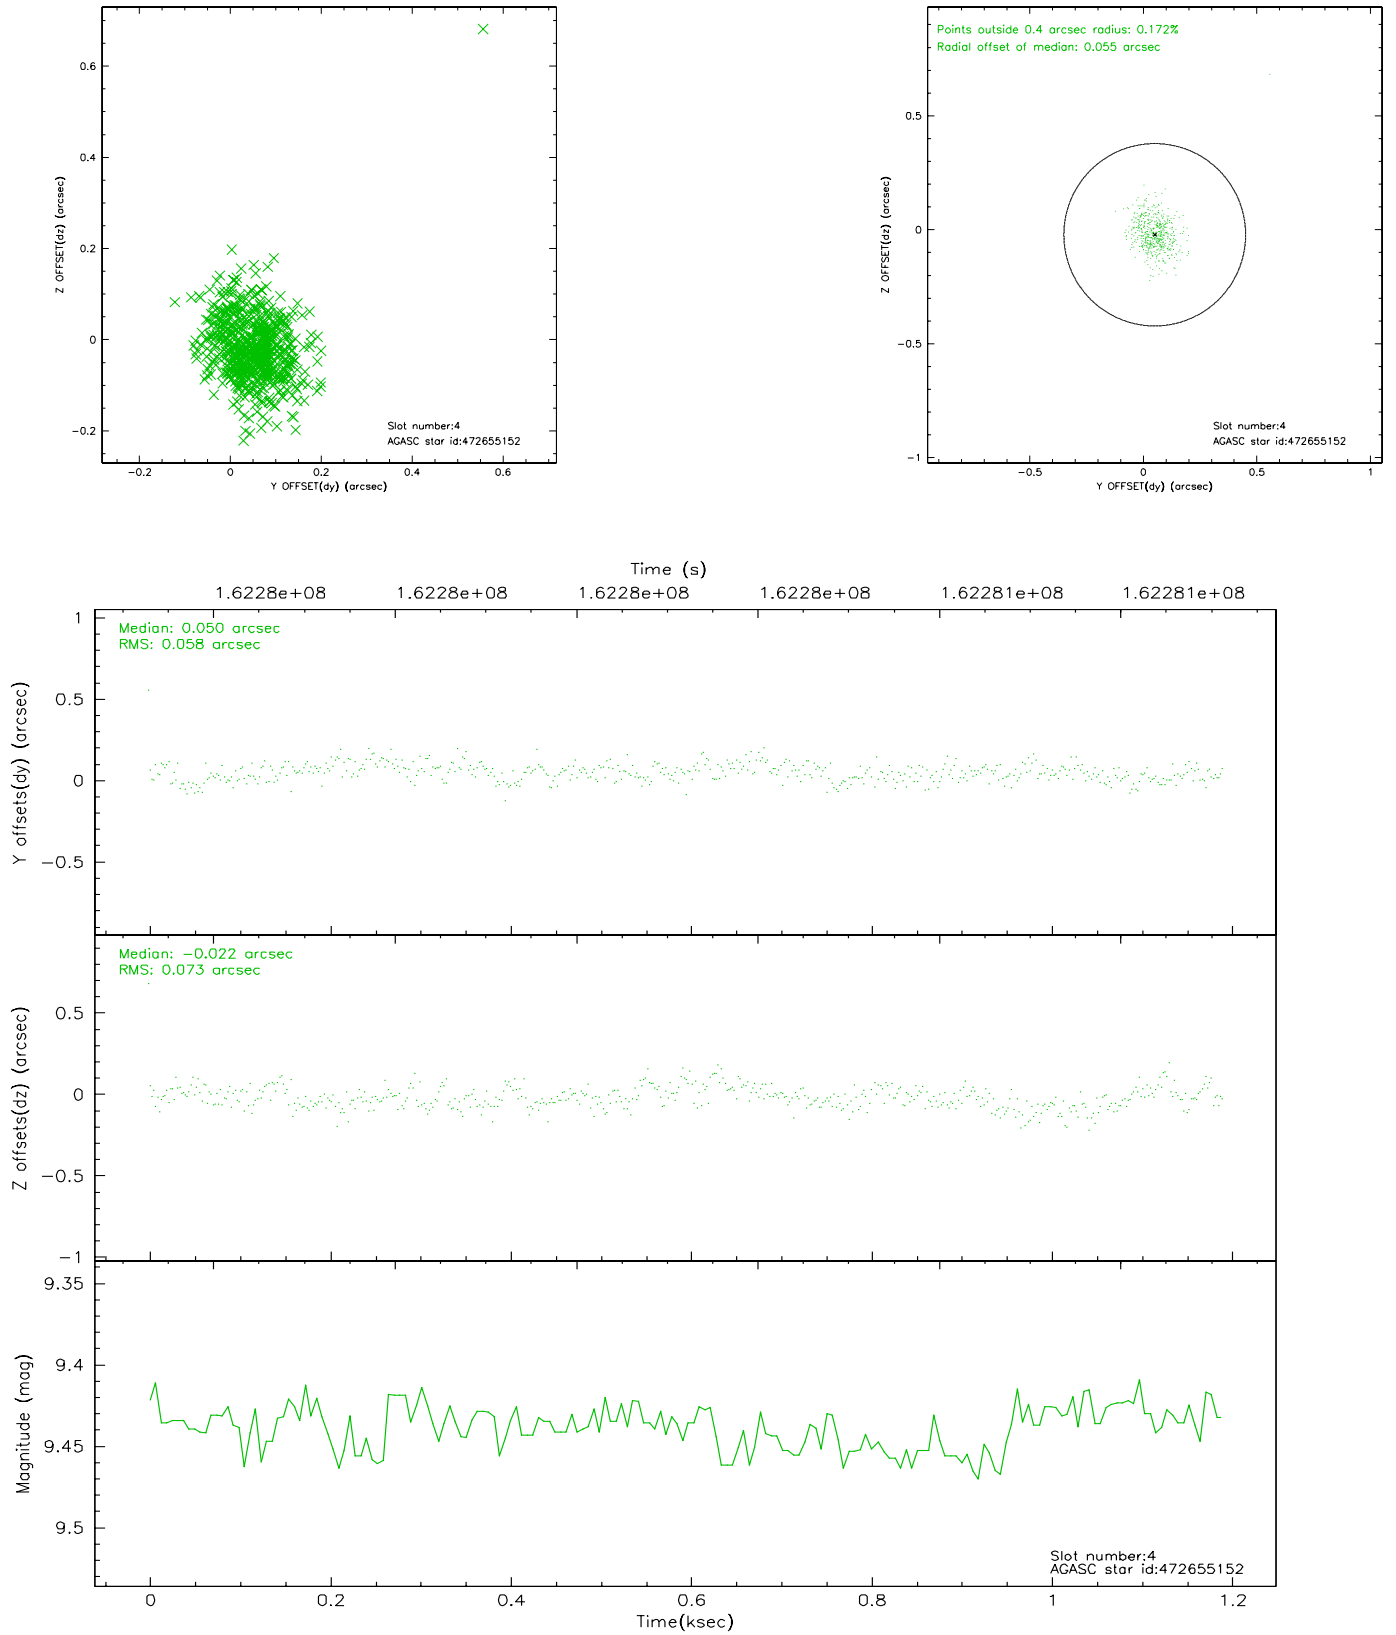 0.6
0.4
0.2
0
−0.2
Z OFFSET(dz) (arcsec)
Slot number:4
AGASC star id:472655152
−0.2 0 0.2 0.4 0.6
Y OFFSET(dy) (arcsec)
Points outside 0.4 arcsec radius: 0.172%
Radial offset of median: 0.055 arcsec
0.5
0
−0.5
−1
Z OFFSET(dz) (arcsec)
Slot number:4
AGASC star id:472655152
−0.5 0 0.5 1
Y OFFSET(dy) (arcsec)
Time (s)
1.6228e+08 1.6228e+08 1.6228e+08 1.6228e+08 1.62281e+08 1.62281e+08
Median: 0.050 arcsec
RMS: 0.058 arcsec
1
0.5
0
−0.5
Y offsets(dy) (arcsec)
Median: −0.022 arcsec
RMS: 0.073 arcsec
0.5
0
−0.5
−1
Z offsets(dz) (arcsec)
9.35
9.4
9.45
9.5
Magnitude (mag)
Slot number:4
AGASC star id:472655152
0 0.2 0.4 0.6 0.8 1 1.2
Time(ksec)